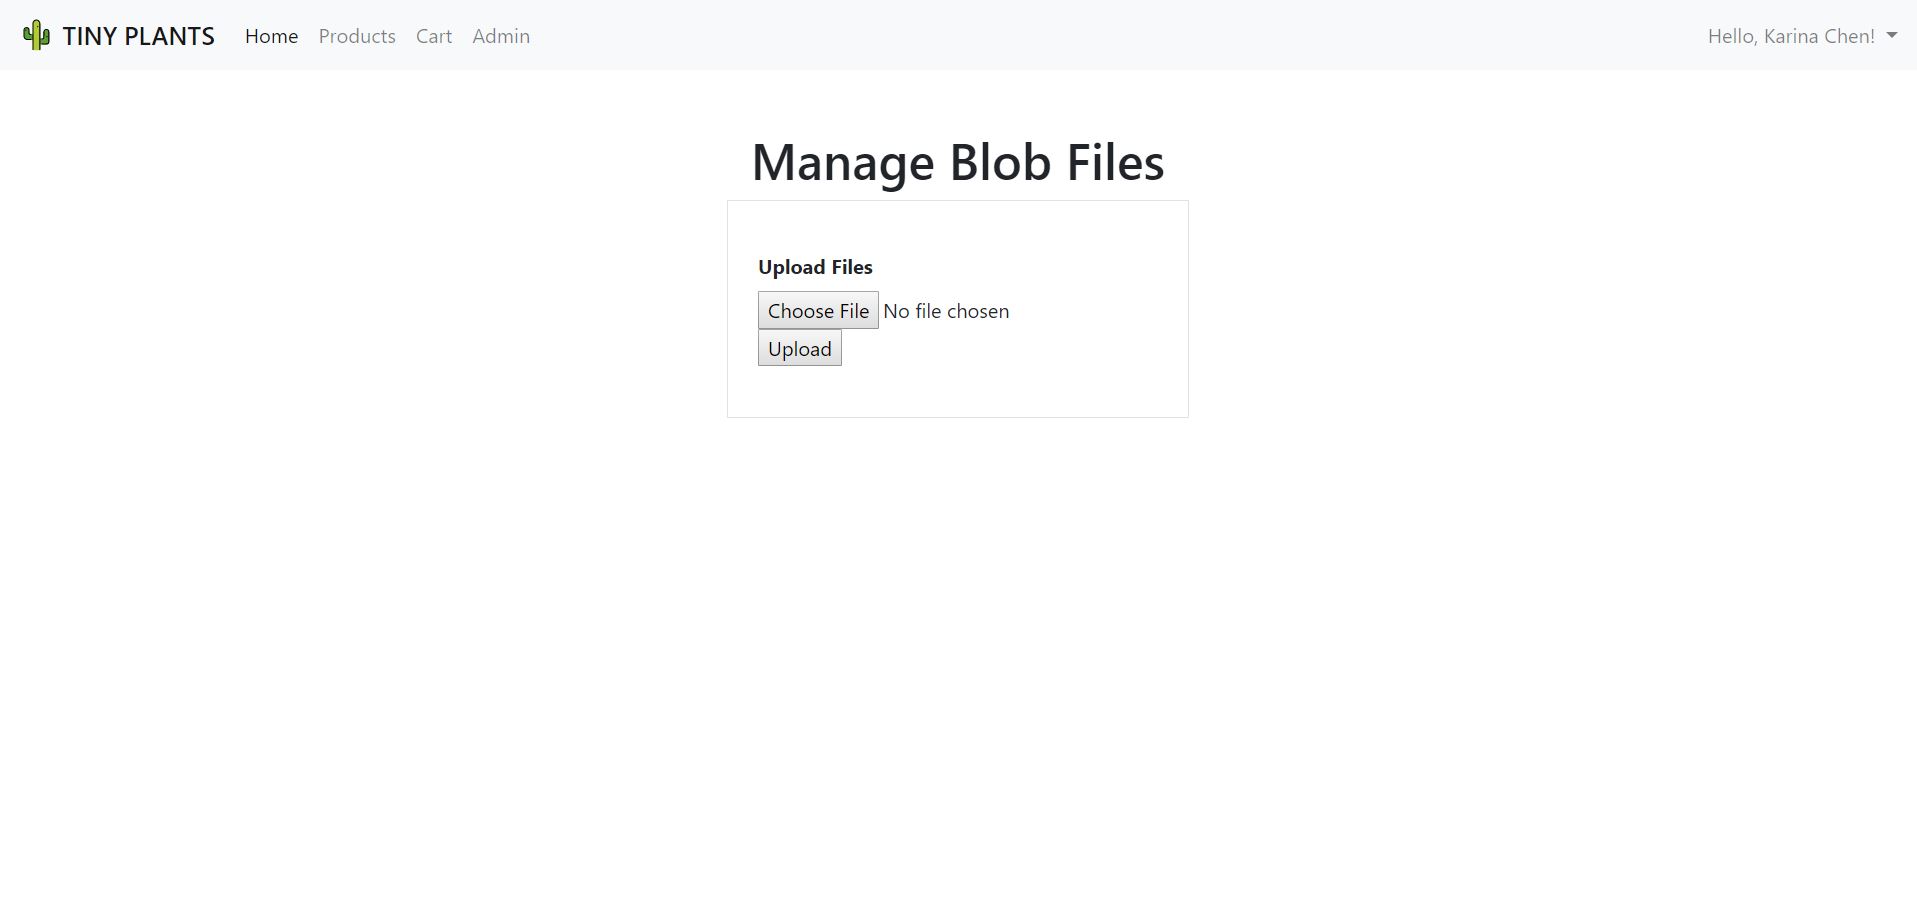 TINY PLANTS Home Products Cart Admin Hello, Karina Chen!
Manage Blob Files
Upload Files
Choose File No file chosen
Upload